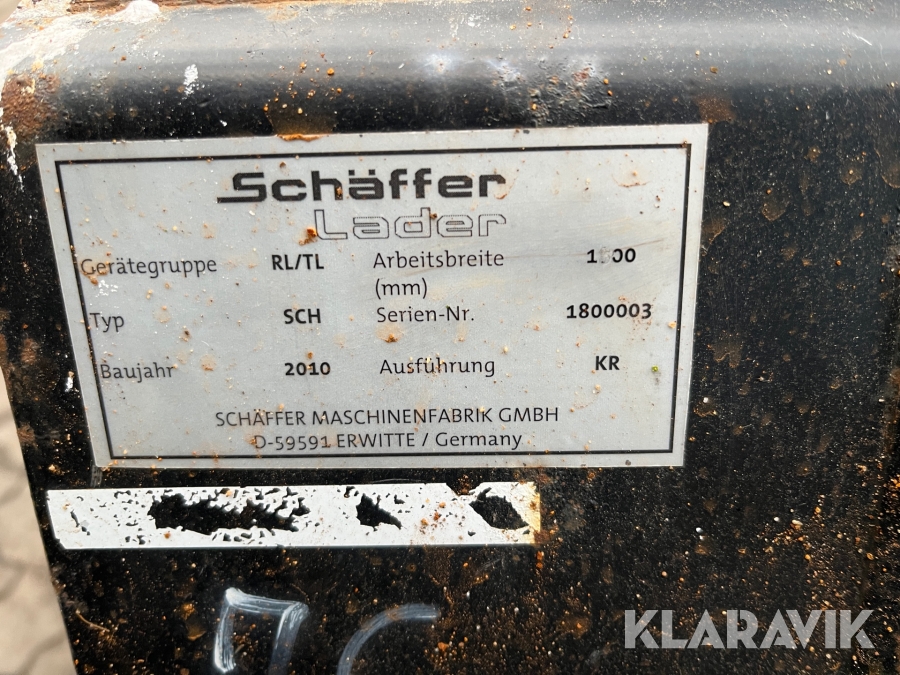 Schäffer
Lader
Gerätegruppe RL/TL Arbeitsbreite
(mm)
Typ SCH Serien-Nr. 1800003
Baujahr 2010 Ausführung KR
SCHÄFFER MASCHINENFABRIK GMBH
D-59591 ERWITTE / Germany
KLARAVIK